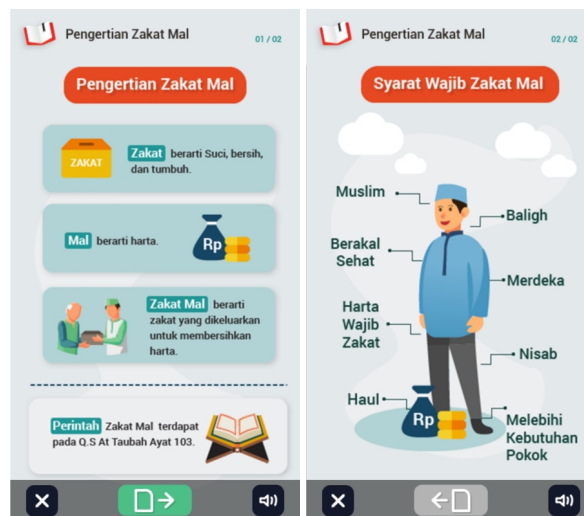 Pengertian Zakat Mal
01 / 02
Pengertian Zakat Mal
ZAKAT
Zakat berarti Suci, bersih,
dan tumbuh.
Mal berarti harta.
Rp
Zakat Mal berarti
zakat yang dikeluarkan
untuk membersihkan
harta.
Perintah Zakat Mal terdapat
pada Q.S At Taubah Ayat 103.
Pengertian Zakat Mal
02 / 02
Syarat Wajib Zakat Mal
Muslim
Baligh
Berakal
Sehat
Merdeka
Harta
Wajib
Zakat
Nisab
Haul
Rp
Melebihi
Kebutuhan
Pokok